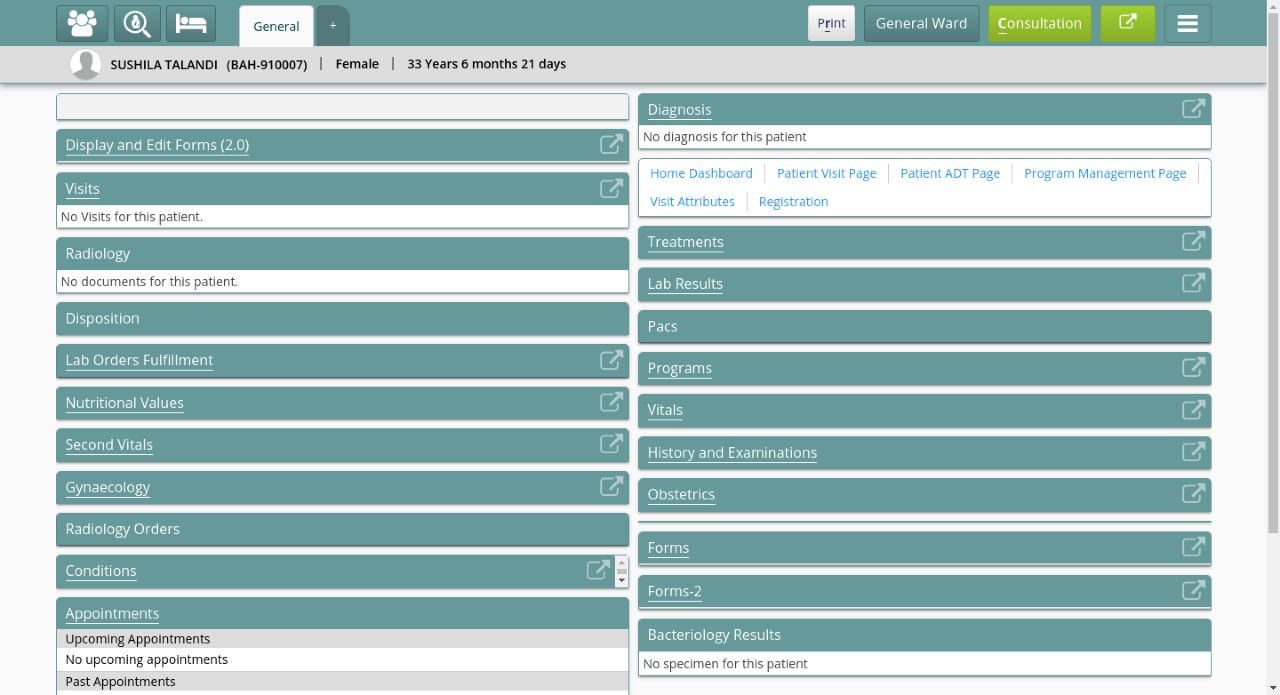 General
+
Print
General Ward
Consultation
SUSHILA TALANDI (BAH-910007) | Female | 33 Years 6 months 21 days
Display and Edit Forms (2.0)
Visits
No Visits for this patient.
Radiology
No documents for this patient.
Disposition
Lab Orders Fulfillment
Nutritional Values
Second Vitals
Gynaecology
Radiology Orders
Conditions
Appointments
Upcoming Appointments
No upcoming appointments
Past Appointments
Diagnosis
No diagnosis for this patient
Home Dashboard | Patient Visit Page | Patient ADT Page | Program Management Page |
Visit Attributes | Registration
Treatments
Lab Results
Pacs
Programs
Vitals
History and Examinations
Obstetrics
Forms
Forms-2
Bacteriology Results
No specimen for this patient